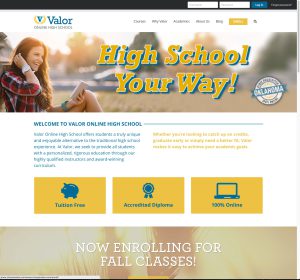 Log In
Valor
ONLINE HIGH SCHOOL
Courses Why Valor Academics About Us Blog
High School
Your Way!
OKLAHOMA
WELCOME TO VALOR ONLINE HIGH SCHOOL
Valor Online High School offers students a truly unique
and enjoyable alternative to the traditional high school
experience. At Valor, we seek to provide all students
with a personalized, rigorous education through our
highly qualified instructors and award-winning
curriculum.
Whether you're looking to catch up on credits,
graduate early, or simply need a better fit, Valor
makes it easy to achieve your academic goals.
Tuition Free
Accredited Diploma
100% Online
NOW ENROLLING FOR
FALL CLASSES!